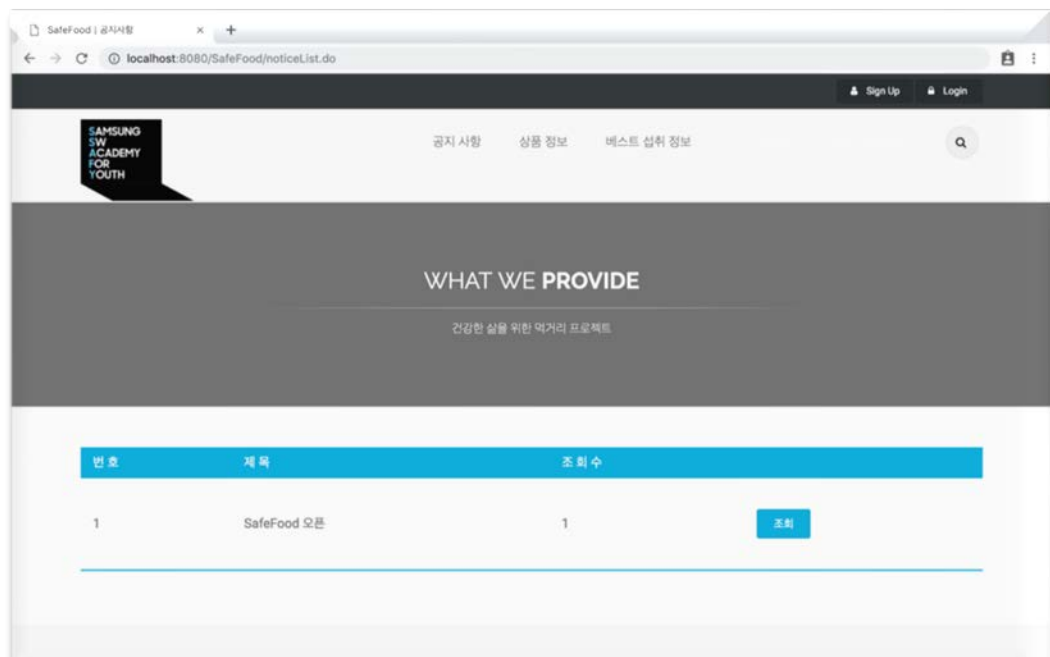 SafeFood | 공지사항
localhost:8080/SafeFood/noticeList.do
Sign Up Login
SAMSUNG
SW
ACADEMY
FOR
YOUTH
공지 사항 상품 정보 베스트 섭취 정보
WHAT WE PROVIDE
건강한 삶을 위한 먹거리 프로젝트
번호 제목 조회수
1 SafeFood 오픈 1 조회